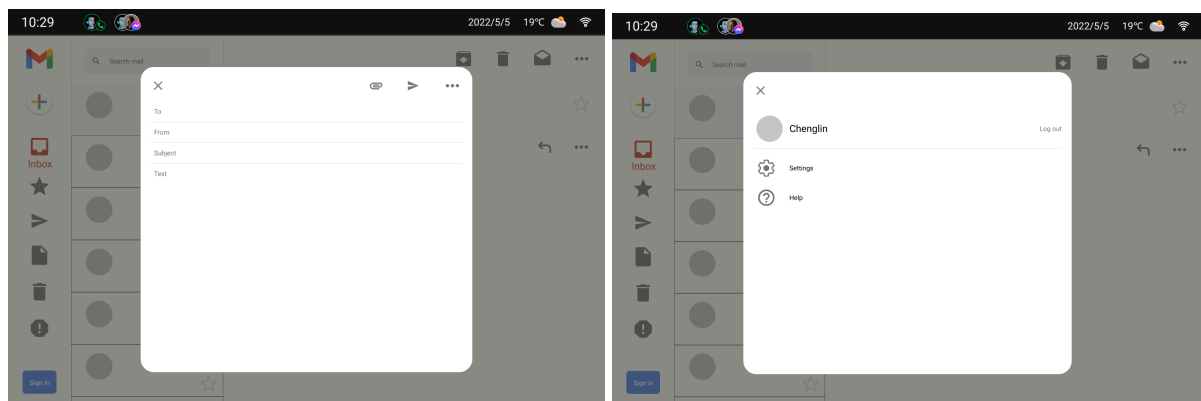 10:29 2022/5/5 19°C
Search mail
To
From
Subject
Text
Inbox
Sign in
10:29 2022/5/5 19°C
Search mail
Chenglin Log out
Settings
Help
Inbox
Sign in